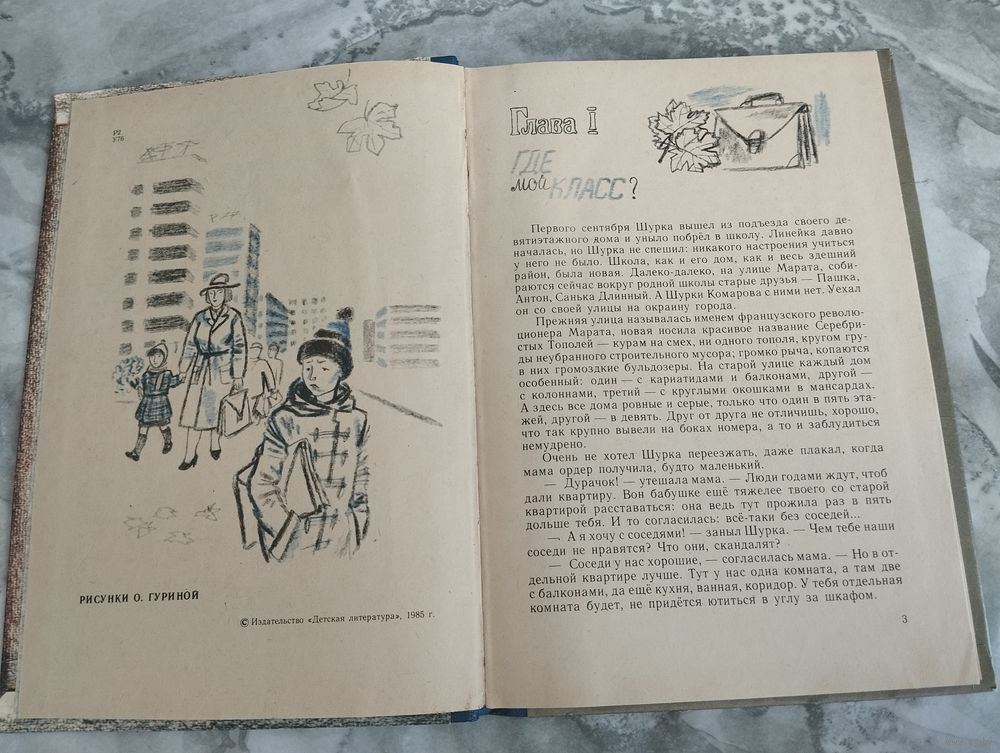 Р2
У76
РИСУНКИ О. ГУРИНОЙ
© Издательство «Детская литература», 1985 г.
Глава I
ГДЕ
мой КЛАСС?
Первого сентября Шурка вышел из подъезда своего де-
вятиэтажного дома и уныло побрёл в школу. Линейка давно
началась, но Шурка не спешил: никакого настроения учиться
у него не было. Школа, как и его дом, как и весь здешний
район, была новая. Далеко-далеко, на улице Марата, соби-
раются сейчас вокруг родной школы старые друзья — Пашка,
Антон, Санька Длинный. А Шурки Комарова с ними нет. Уехал
он со своей улицы на окраину города.
Прежняя улица называлась именем французского револю-
ционера Марата, новая носила красивое название Серебри-
стых Тополей — курам на смех, ни одного тополя, кругом гру-
ды неубранного строительного мусора; громко рыча, копаются
в них громоздкие бульдозеры. На старой улице каждый дом
особенный: один — с кариатидами и балконами, другой —
с колоннами, третий — с круглыми окошками в мансардах.
А здесь все дома ровные и серые, только что один в пять эта-
жей, другой — в девять. Друг от друга не отличишь, хорошо,
что так крупно вывели на боках номера, а то и заблудиться
немудрено.
Очень не хотел Шурка переезжать, даже плакал, когда
мама ордер получила, будто маленький.
— Дурачок! — утешала мама. — Люди годами ждут, чтоб
дали квартиру. Вон бабушке ещё тяжелее твоего со старой
квартирой расставаться: она ведь тут прожила раз в пять
дольше тебя. И то согласилась: всё-таки без соседей...
— А я хочу с соседями! — заныл Шурка. — Чем тебе наши
соседи не нравятся? Что они, скандалят?
— Соседи у нас хорошие, — согласилась мама. — Но в от-
дельной квартире лучше. Тут у нас одна комната, а там две
с балконами, да ещё кухня, ванная, коридор. У тебя отдельная
комната будет, не придётся ютиться в углу за шкафом.
3